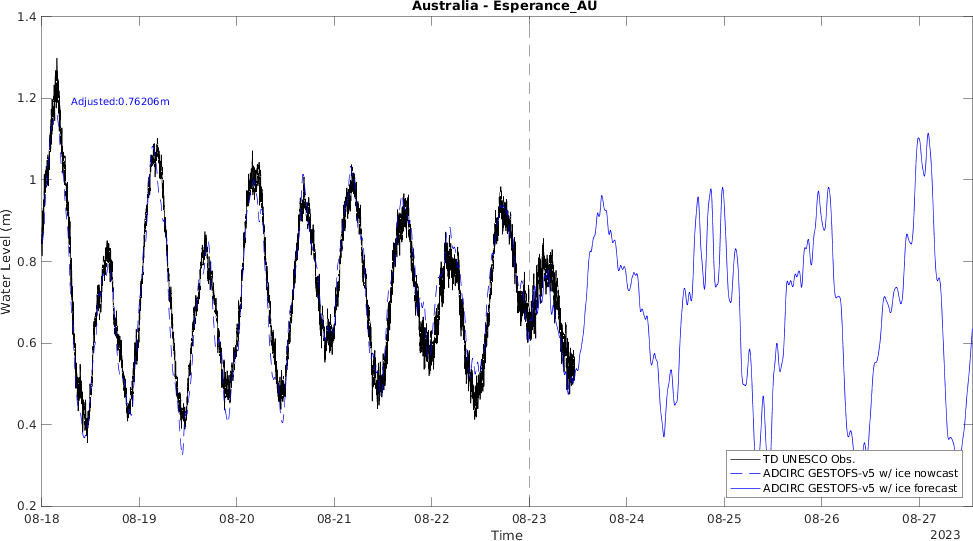 Australia - Esperance_AU
1.4
1.2
1
0.8
0.6
0.4
0.2
Water Level (m)
Adjusted:0.76206m
TD UNESCO Obs.
ADCIRC GESTOFS-v5 w/ ice nowcast
ADCIRC GESTOFS-v5 w/ ice forecast
08-18 08-19 08-20 08-21 08-22 08-23 08-24 08-25 08-26 08-27
Time
2023